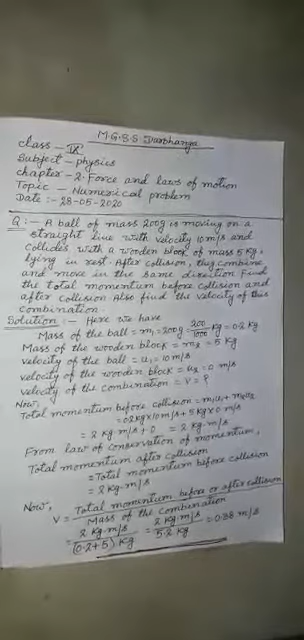 M.G.S.S Darbhanga
class - IX
Subject - physics
chapter - 2. Force and laws of motion
Topic - Numerical problem
Date :- 28-05-2020
Q:- A ball of mass 200g is moving on a
straight line with velocity 10 m/s and
Collides with a wooden block of mass 5 Kg,
lying in rest. After collision, they combine
and move in the same direction Find
the total momentum before collision and
after collision. Also find the velocity of this
combination.
Solution :- Here we have
Mass of the ball = m₁ = 200g = 200/1000 kg = 0.2 Kg
Mass of the wooden block = m₂ = 5 Kg
velocity of the ball = u₁ = 10 m/s
velocity of the wooden block = u₂ = 0 m/s
velocity of the combination = v = ?
Now,
Total momentum before collision = m₁u₁ + m₂u₂
= 0.2 kg x 10 m/s + 5 kg x 0 m/s
= 2 Kg. m/s + 0 = 2 Kg. m/s
From law of conservation of momentum,
Total momentum after collision
= Total momentum before collision
= 2 Kg. m/s
Now,
V = Total momentum before or after collision / Mass of the combination
= 2 Kg. m/s / (0.2+5) Kg = 2 Kg. m/s / 5.2 Kg = 0.38 m/s